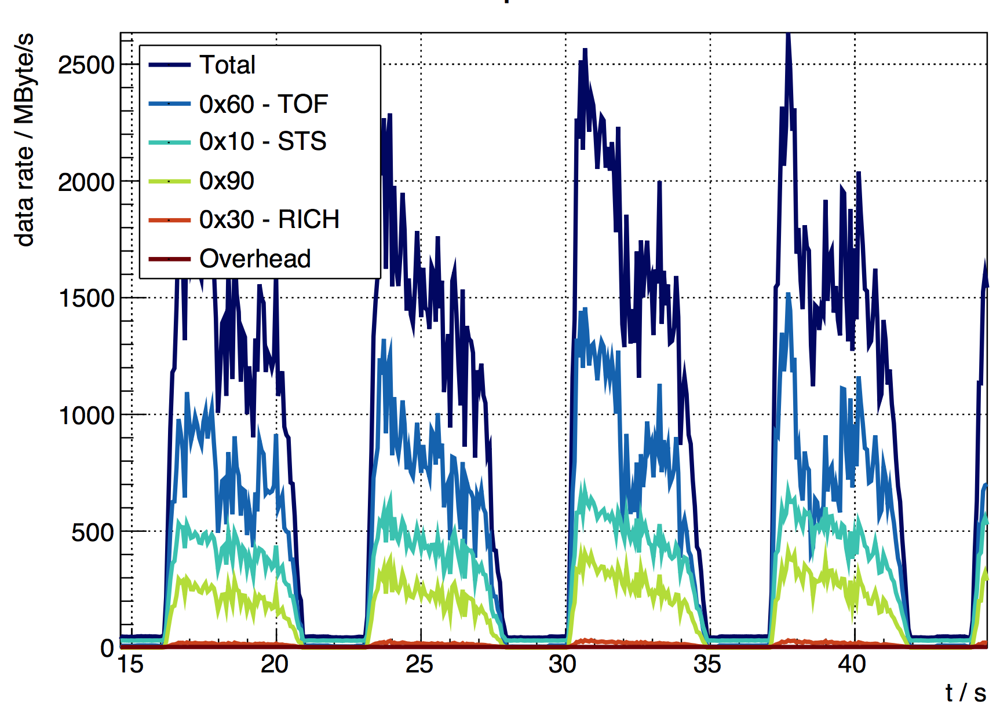 data rate / MByte/s
Total
0x60 - TOF
0x10 - STS
0x90
0x30 - RICH
Overhead
2500
2000
1500
1000
500
0
15 20 25 30 35 40
t / s